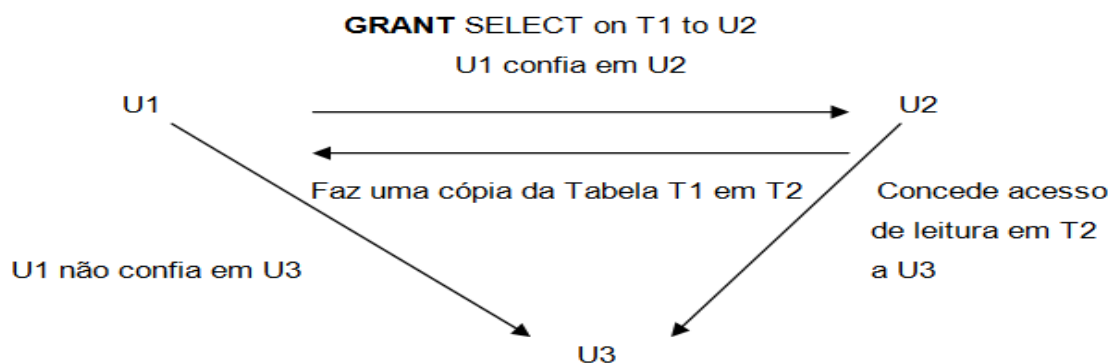 GRANT SELECT on T1 to U2
U1 confia em U2
U1
U2
Faz uma cópia da Tabela T1 em T2
Concede acesso
de leitura em T2
a U3
U1 não confia em U3
U3